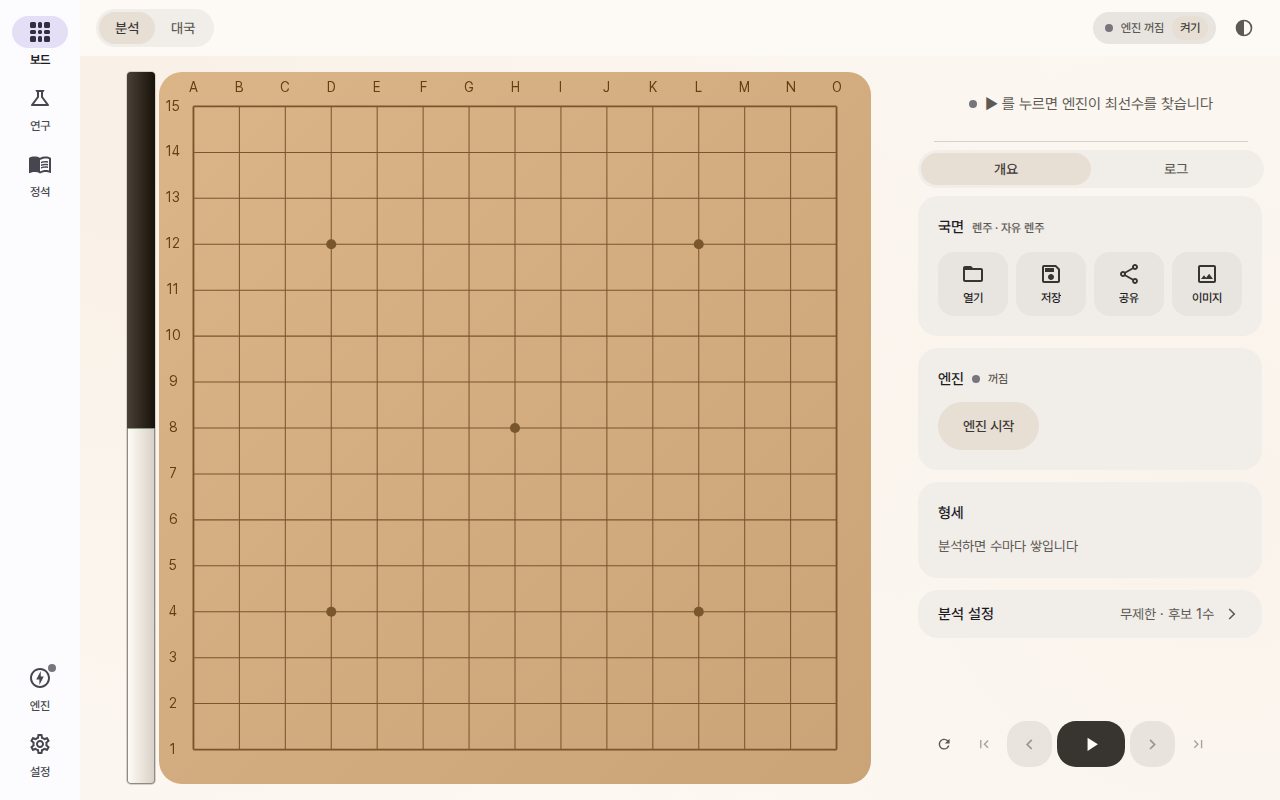 보드
연구
정석
엔진
설정
분석 대국
엔진 꺼짐 켜기
A B C D E F G H I J K L M N O
15
14
13
12
11
10
9
8
7
6
5
4
3
2
1
▶ 를 누르면 엔진이 최선수를 찾습니다
개요 로그
국면 렌주 · 자유 렌주
열기 저장 공유 이미지
엔진 꺼짐
엔진 시작
형세
분석하면 수마다 쌓입니다
분석 설정 무제한 · 후보 1수